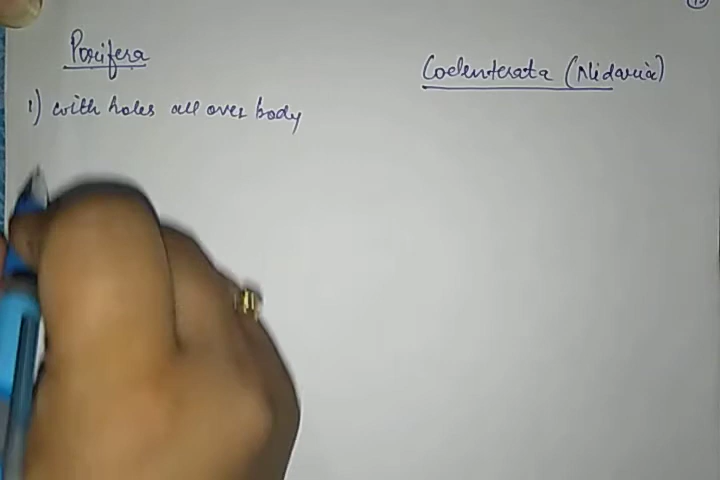 Porifera
Coelenterata (Nidaria)
1) with holes all over body